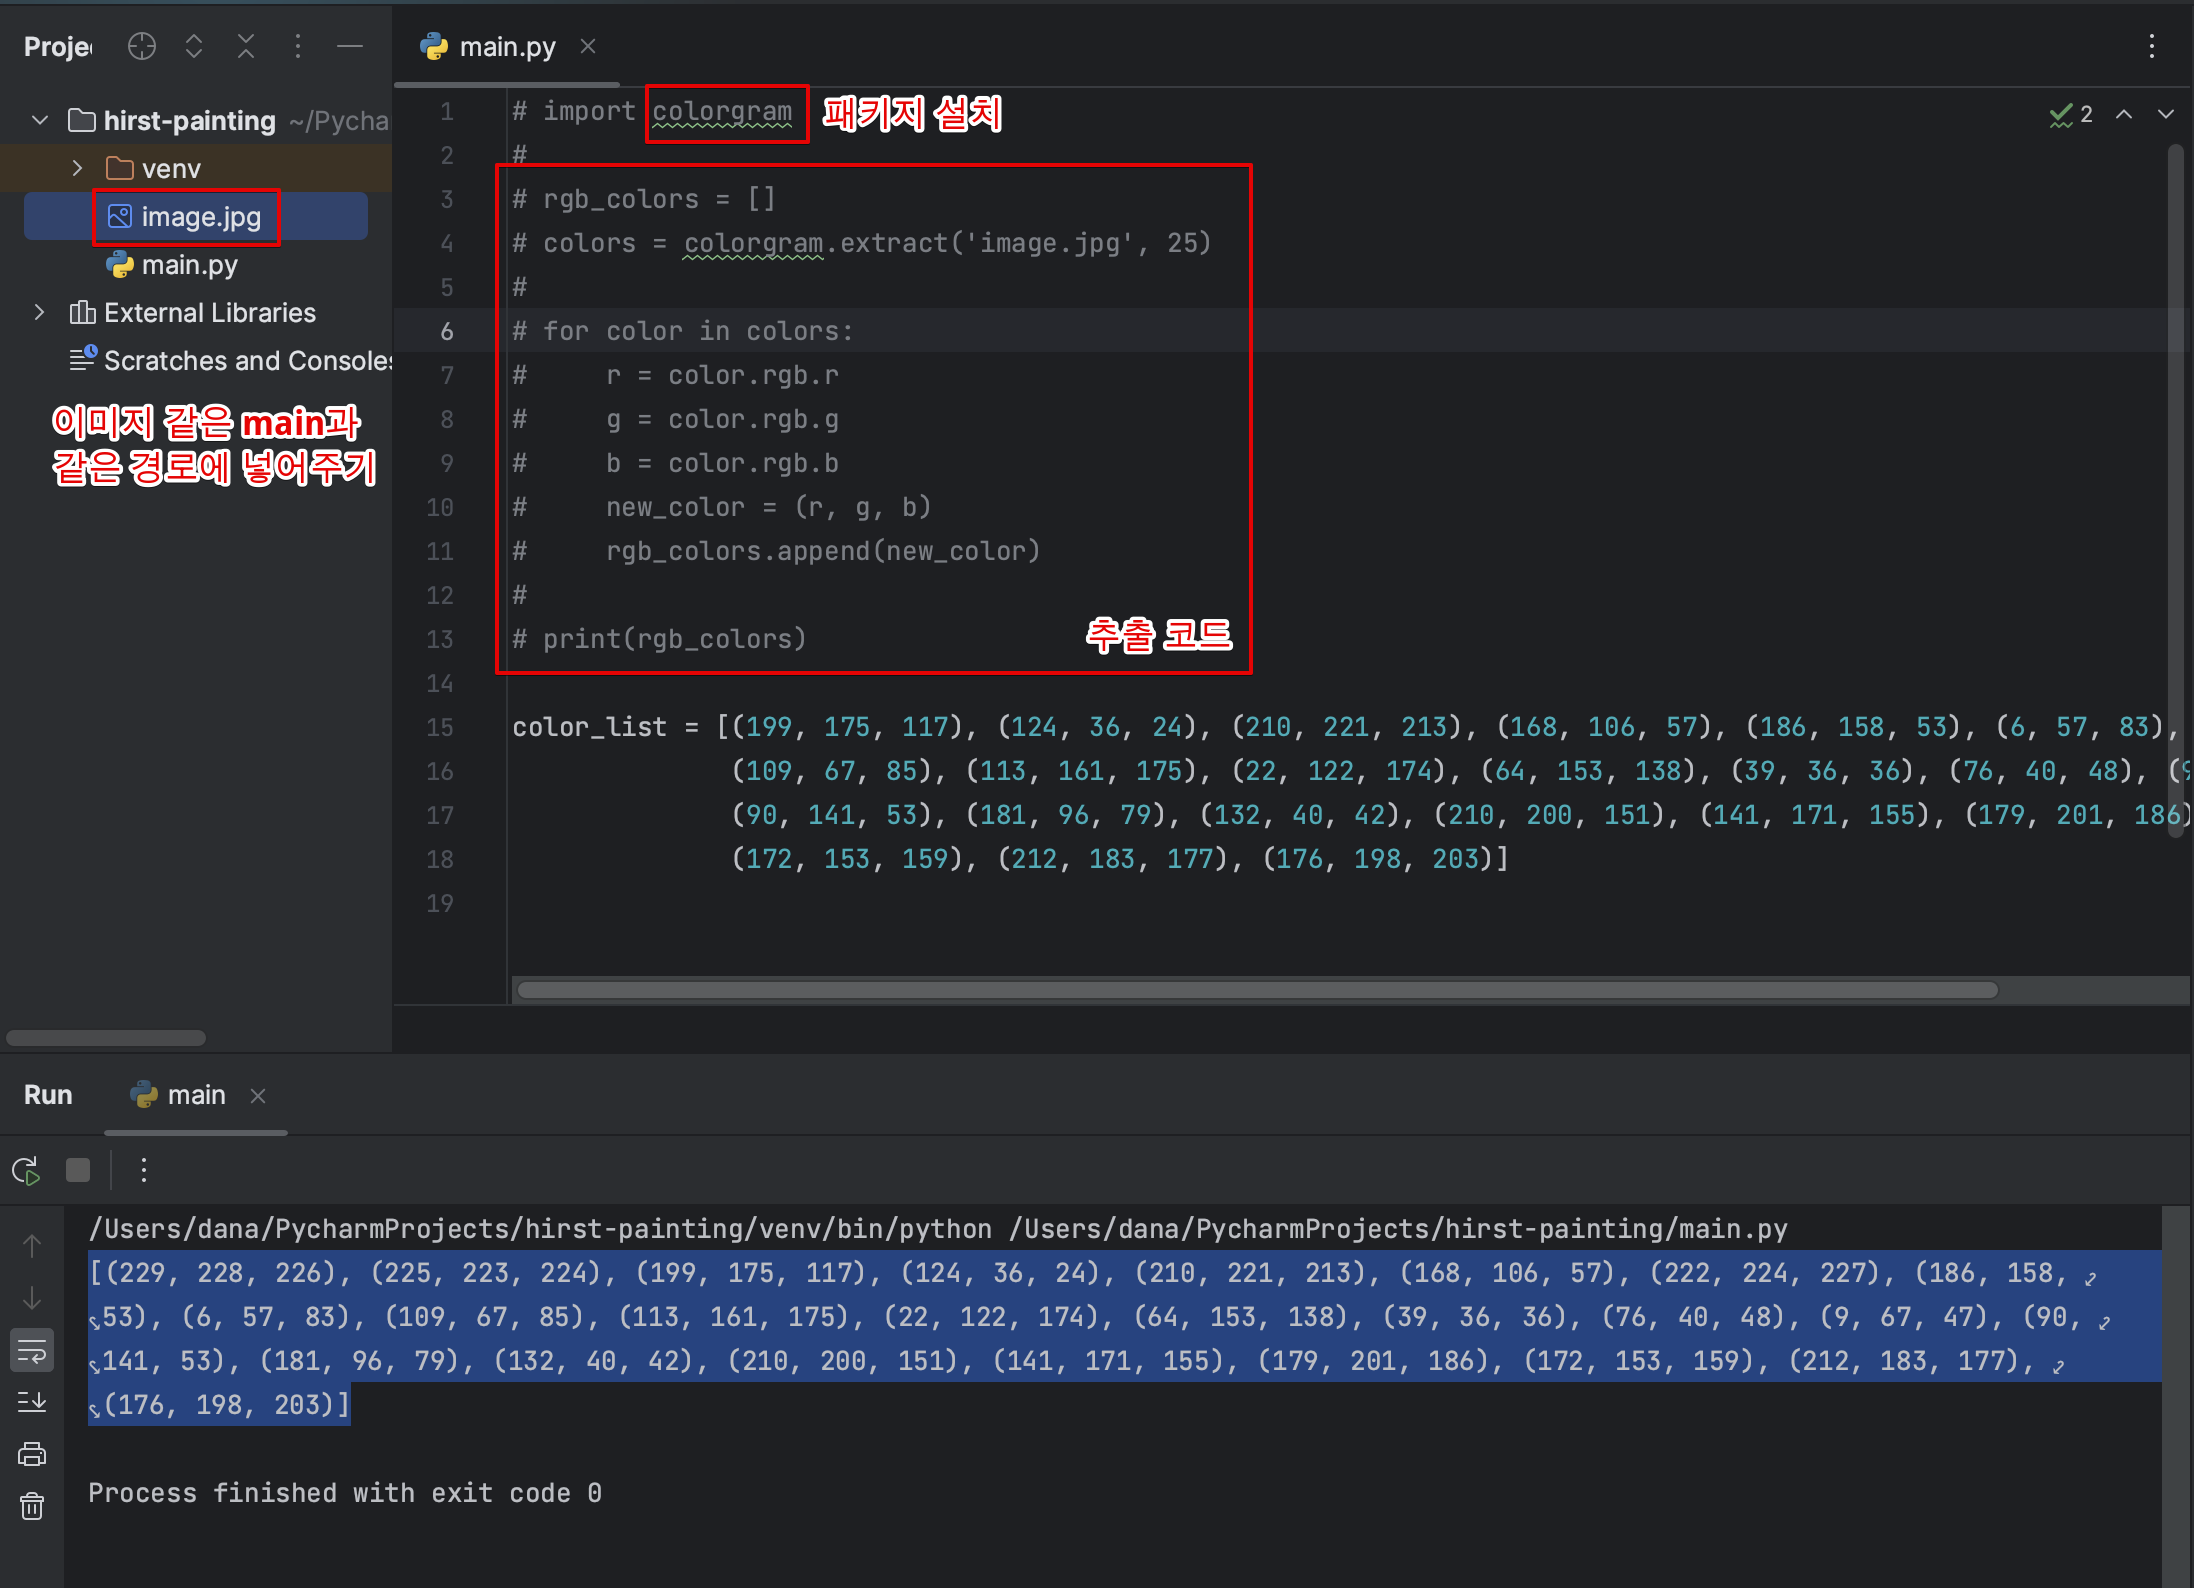 Proje
main.py
hirst-painting ~/Pycha
venv
image.jpg
main.py
External Libraries
Scratches and Consoles
이미지 같은 main과
같은 경로에 넣어주기
2
1 # import colorgram 패키지 설치
2 #
3 # rgb_colors = []
4 # colors = colorgram.extract('image.jpg', 25)
5 #
6 # for color in colors:
7 #     r = color.rgb.r
8 #     g = color.rgb.g
9 #     b = color.rgb.b
10 #     new_color = (r, g, b)
11 #     rgb_colors.append(new_color)
12 #
13 # print(rgb_colors) 추출 코드
14
15 color_list = [(199, 175, 117), (124, 36, 24), (210, 221, 213), (168, 106, 57), (186, 158, 53), (6, 57, 83),
16 (109, 67, 85), (113, 161, 175), (22, 122, 174), (64, 153, 138), (39, 36, 36), (76, 40, 48), (9
17 (90, 141, 53), (181, 96, 79), (132, 40, 42), (210, 200, 151), (141, 171, 155), (179, 201, 186)
18 (172, 153, 159), (212, 183, 177), (176, 198, 203)]
19
Run main
/Users/dana/PycharmProjects/hirst-painting/venv/bin/python /Users/dana/PycharmProjects/hirst-painting/main.py
[(229, 228, 226), (225, 223, 224), (199, 175, 117), (124, 36, 24), (210, 221, 213), (168, 106, 57), (222, 224, 227), (186, 158,
53), (6, 57, 83), (109, 67, 85), (113, 161, 175), (22, 122, 174), (64, 153, 138), (39, 36, 36), (76, 40, 48), (9, 67, 47), (90,
141, 53), (181, 96, 79), (132, 40, 42), (210, 200, 151), (141, 171, 155), (179, 201, 186), (172, 153, 159), (212, 183, 177),
(176, 198, 203)]
Process finished with exit code 0